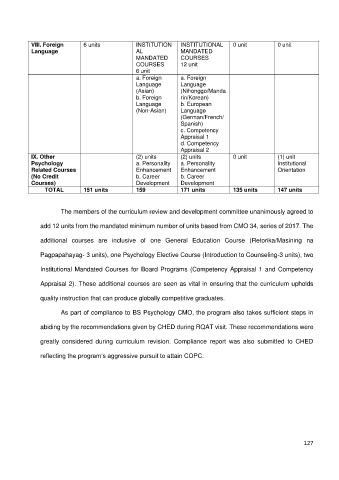 VIII. Foreign Language | 6 units | INSTITUTIONAL MANDATED COURSES 6 unit | INSTITUTIONAL MANDATED COURSES 12 unit | 0 unit | 0 unit
a. Foreign Language (Asian) b. Foreign Language (Non-Asian) | a. Foreign Language (Nihonggo/Mandarin/Korean) b. European Language (German/French/Spanish) c. Competency Appraisal 1 d. Competency Appraisal 2
IX. Other Psychology Related Courses (No Credit Courses) | (2) units a. Personality Enhancement b. Career Development | (2) units a. Personality Enhancement b. Career Development | 0 unit | (1) unit Institutional Orientation
TOTAL | 151 units | 159 | 171 units | 135 units | 147 units
The members of the curriculum review and development committee unanimously agreed to
add 12 units from the mandated minimum number of units based from CMO 34, series of 2017. The
additional courses are inclusive of one General Education Course (Retorika/Masining na
Pagpapahayag- 3 units), one Psychology Elective Course (Introduction to Counseling-3 units), two
Institutional Mandated Courses for Board Programs (Competency Appraisal 1 and Competency
Appraisal 2). These additional courses are seen as vital in ensuring that the curriculum upholds
quality instruction that can produce globally competitive graduates.
As part of compliance to BS Psychology CMO, the program also takes sufficient steps in
abiding by the recommendations given by CHED during RQAT visit. These recommendations were
greatly considered during curriculum revision. Compliance report was also submitted to CHED
reflecting the program's aggressive pursuit to attain COPC.
127